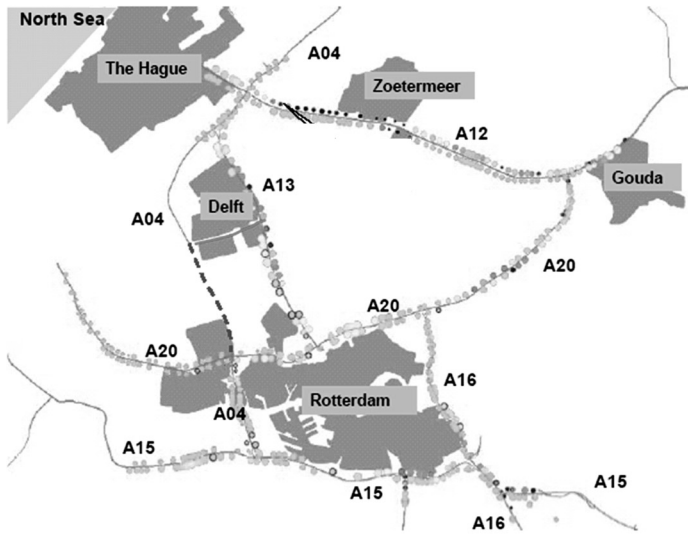 North Sea
A04
The Hague
Zoetermeer
A12
Gouda
A13
Delft
A04
A20
A20
A20
A16
Rotterdam
A04
A15
A15
A15
A16